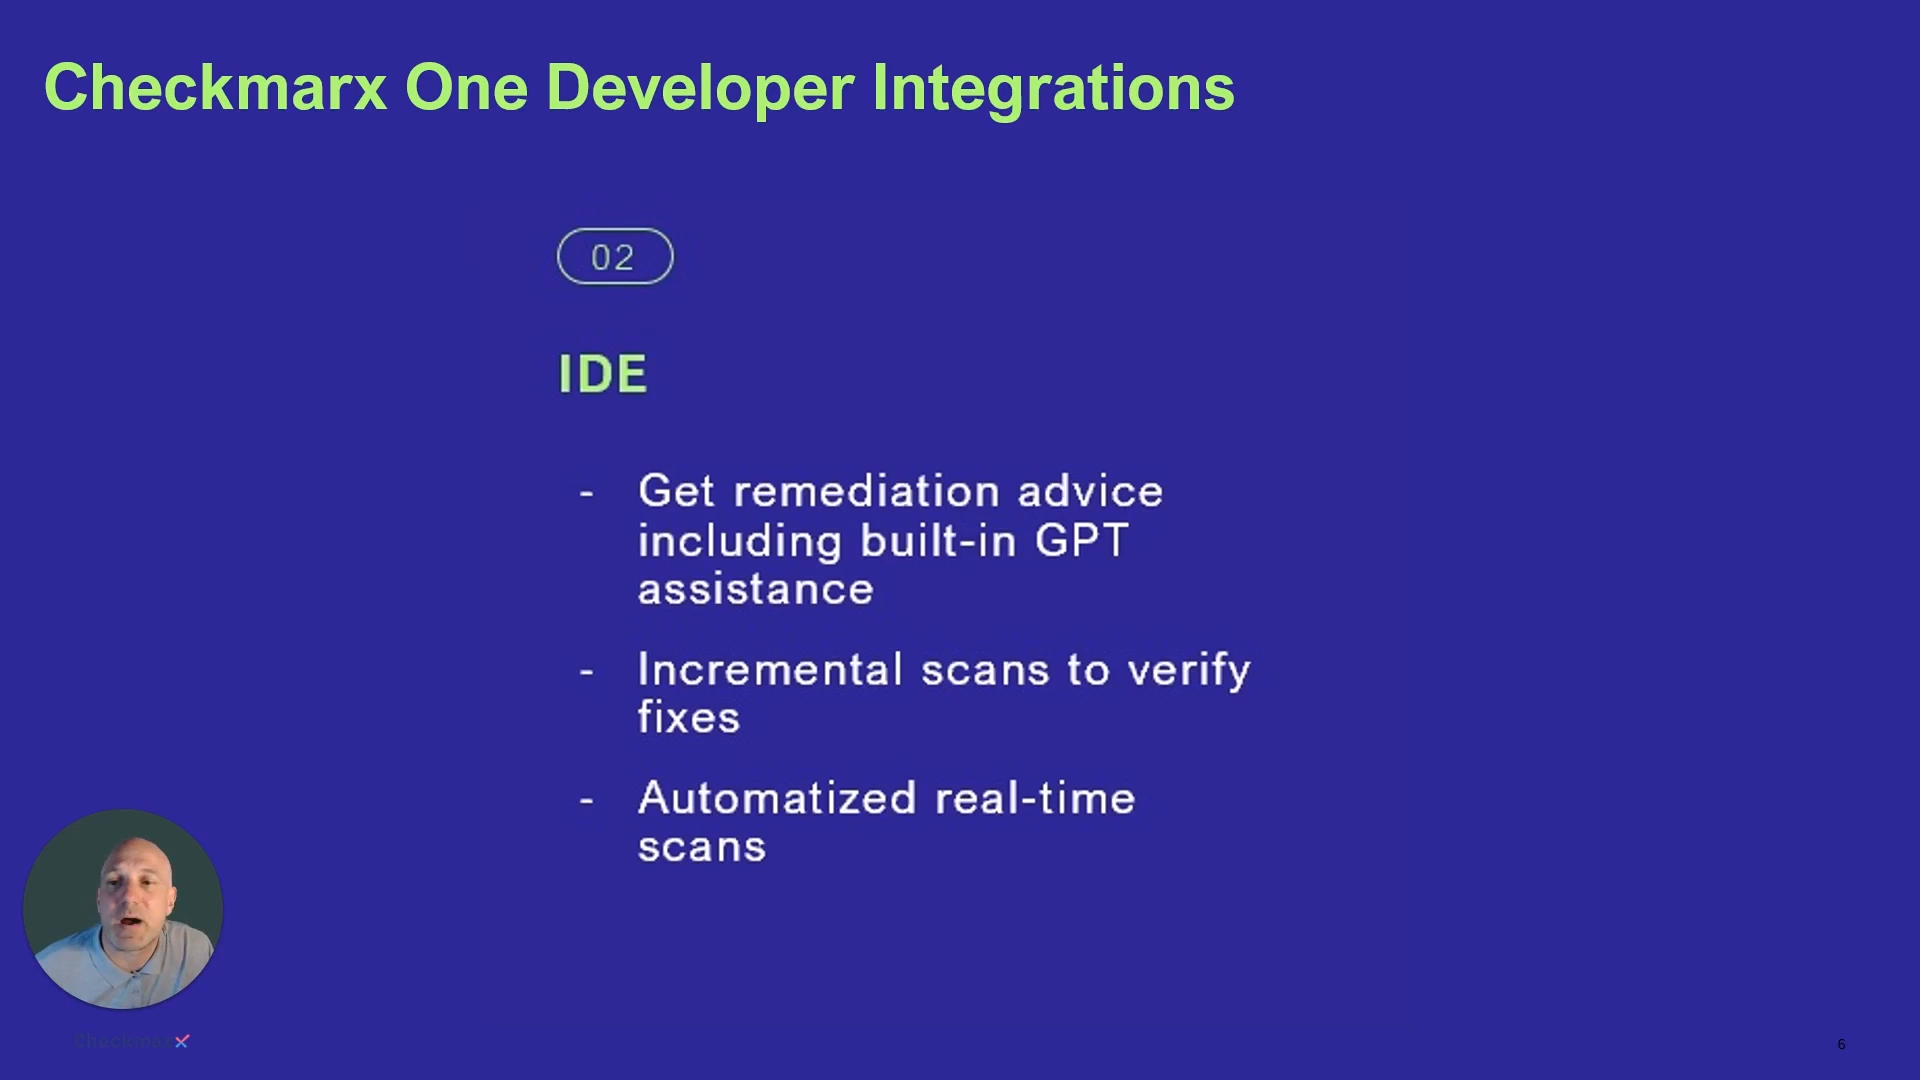 Checkmarx One Developer Integrations
02
IDE
- Get remediation advice
including built-in GPT
assistance
- Incremental scans to verify
fixes
- Automatized real-time
scans
Checkmarx
6